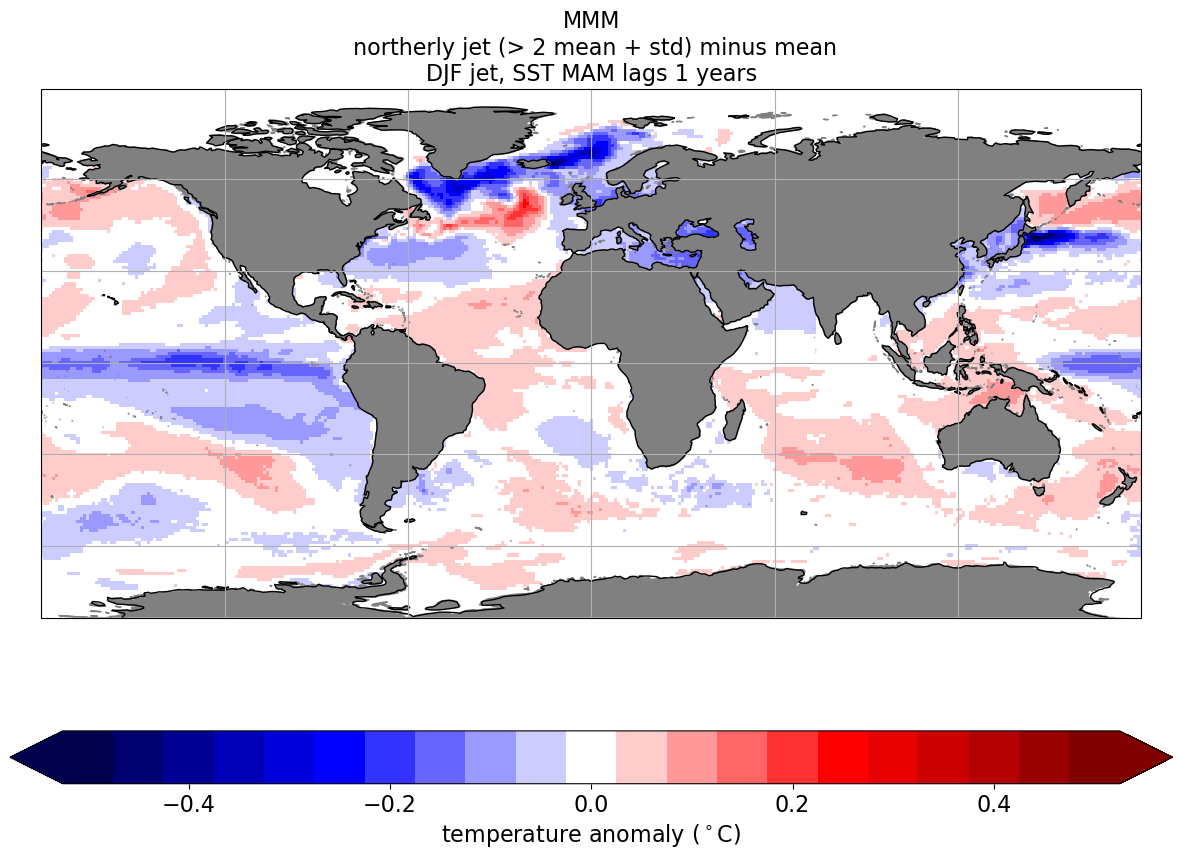 MMM
northerly jet (> 2 mean + std) minus mean
DJF jet, SST MAM lags 1 years
−0.4 −0.2 0.0 0.2 0.4
temperature anomaly (°C)